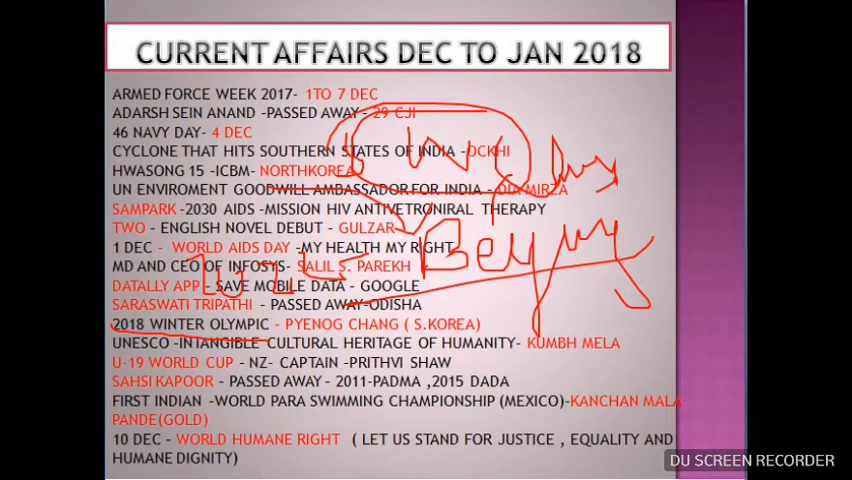 CURRENT AFFAIRS DEC TO JAN 2018
ARMED FORCE WEEK 2017- 1TO 7 DEC
ADARSH SEIN ANAND -PASSED AWAY- 29 CJI
46 NAVY DAY- 4 DEC
CYCLONE THAT HITS SOUTHERN STATES OF INDIA -OCKHI
HWASONG 15 -ICBM- NORTHKOREA
UN ENVIROMENT GOODWILL AMBASSADOR FOR INDIA - DIA MIRZA
SAMPARK -2030 AIDS -MISSION HIV ANTIVETRONIRAL THERAPY
TWO - ENGLISH NOVEL DEBUT - GULZAR
1 DEC - WORLD AIDS DAY -MY HEALTH MY RIGHT
Beijing
MD AND CEO OF INFOSYS- SALIL S. PAREKH
DATALLY APP - SAVE MOBILE DATA - GOOGLE
SARASWATI TRIPATHI - PASSED AWAY-ODISHA
2018 WINTER OLYMPIC - PYENOG CHANG ( S.KOREA)
UNESCO -INTANGIBLE CULTURAL HERITAGE OF HUMANITY- KUMBH MELA
U-19 WORLD CUP - NZ- CAPTAIN -PRITHVI SHAW
SAHSI KAPOOR - PASSED AWAY - 2011-PADMA ,2015 DADA
FIRST INDIAN -WORLD PARA SWIMMING CHAMPIONSHIP (MEXICO)-KANCHAN MALA
PANDE(GOLD)
10 DEC - WORLD HUMANE RIGHT ( LET US STAND FOR JUSTICE , EQUALITY AND
HUMANE DIGNITY)
DU SCREEN RECORDER